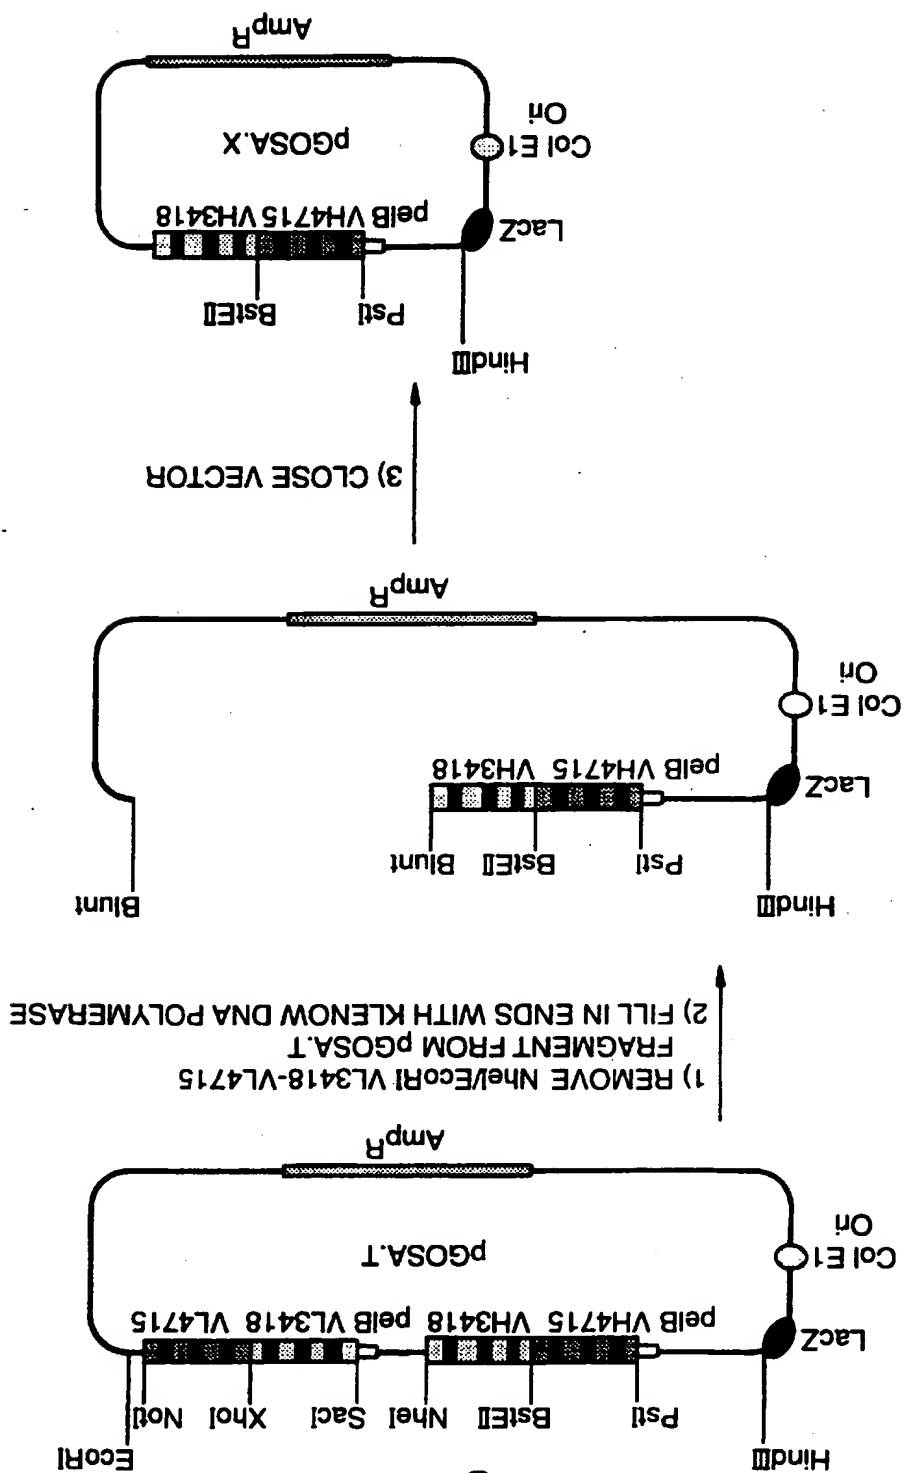 HindIII EcoRI
PstI BstEII NheI SacI XhoI NotI
LacZ
pelB VH4715 VH3418 pelB VL3418 VL4715
Col E1
Ori
pGOSA.T
AmpR
1) REMOVE NheI/EcoRI VL3418-VL4715
FRAGMENT FROM pGOSA.T
2) FILL IN ENDS WITH KLENOW DNA POLYMERASE
HindIII Blunt
PstI BstEII Blunt
LacZ
pelB VH4715 VH3418
Col E1
Ori
AmpR
3) CLOSE VECTOR
HindIII
PstI BstEII
LacZ
pelB VH4715 VH3418
Col E1
Ori
pGOSA.X
AmpR